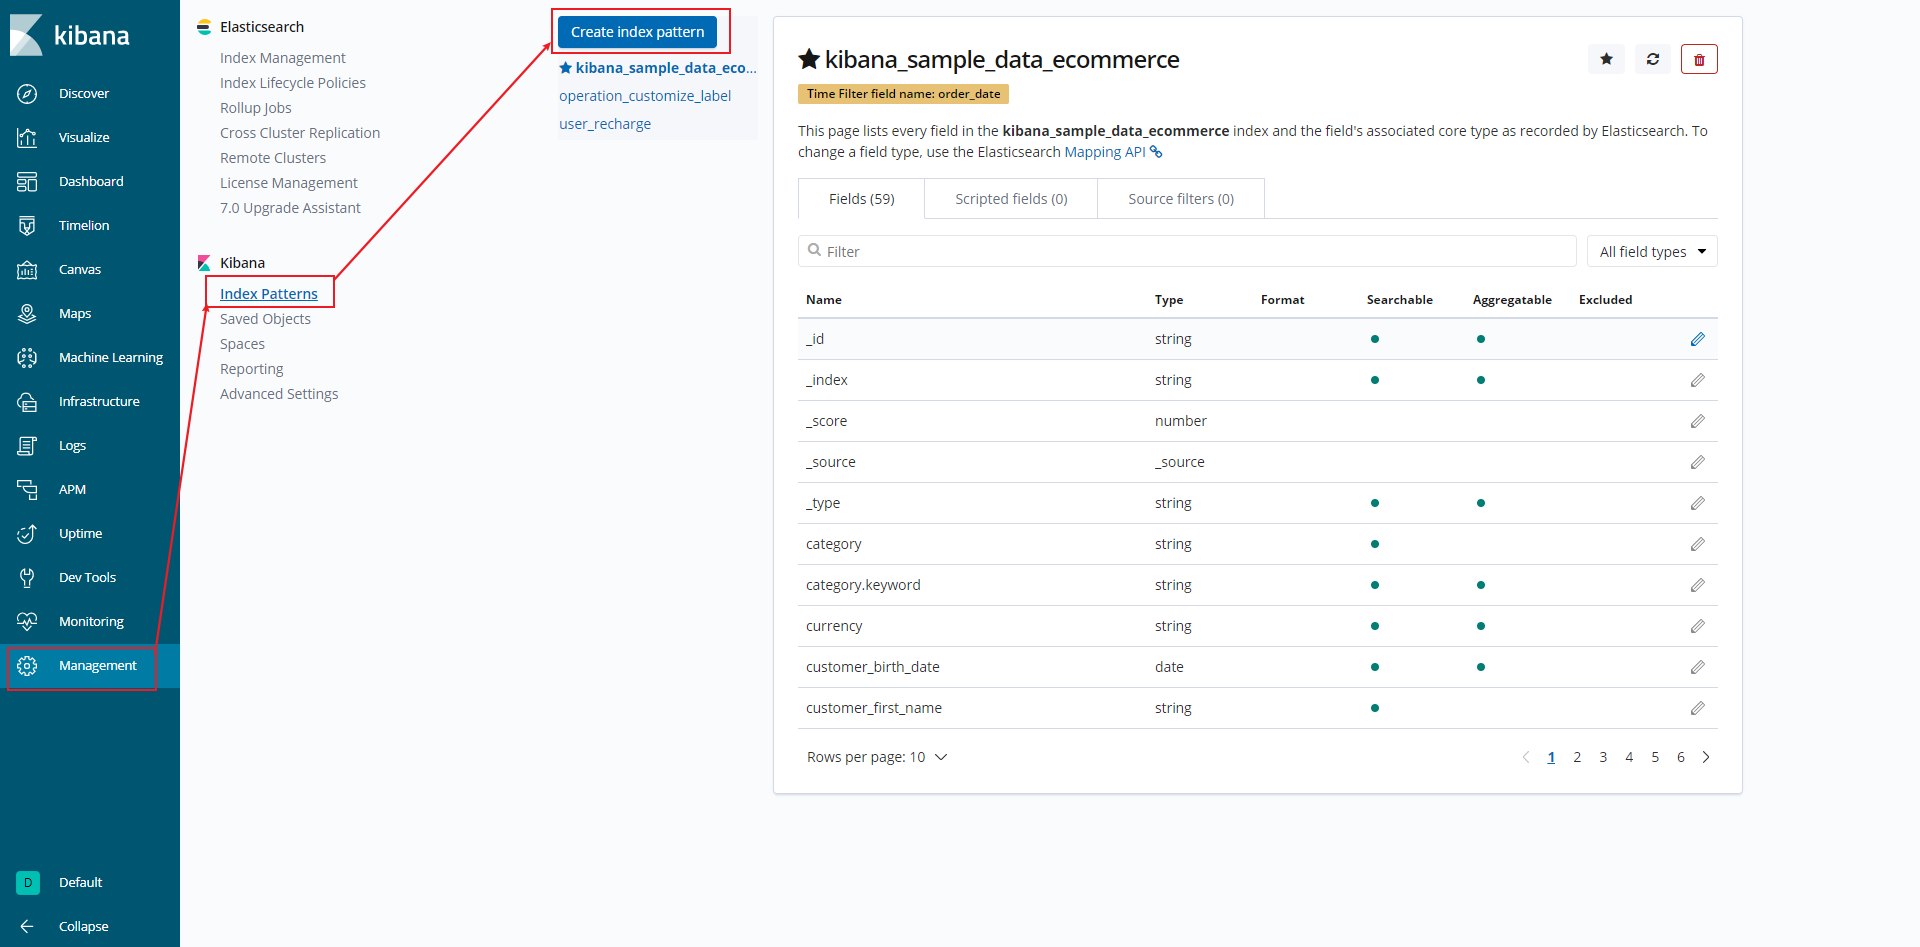 kibana
Discover
Visualize
Dashboard
Timelion
Canvas
Maps
Machine Learning
Infrastructure
Logs
APM
Uptime
Dev Tools
Monitoring
Management
D Default
Collapse
Elasticsearch
Index Management
Index Lifecycle Policies
Rollup Jobs
Cross Cluster Replication
Remote Clusters
License Management
7.0 Upgrade Assistant
Kibana
Index Patterns
Saved Objects
Spaces
Reporting
Advanced Settings
Create index pattern
kibana_sample_data_eco...
operation_customize_label
user_recharge
kibana_sample_data_ecommerce
Time Filter field name: order_date
This page lists every field in the kibana_sample_data_ecommerce index and the field's associated core type as recorded by Elasticsearch. To
change a field type, use the Elasticsearch Mapping API
Fields (59) Scripted fields (0) Source filters (0)
Filter All field types
Name Type Format Searchable Aggregatable Excluded
_id string
_index string
_score number
_source _source
_type string
category string
category.keyword string
currency string
customer_birth_date date
customer_first_name string
Rows per page: 10 1 2 3 4 5 6